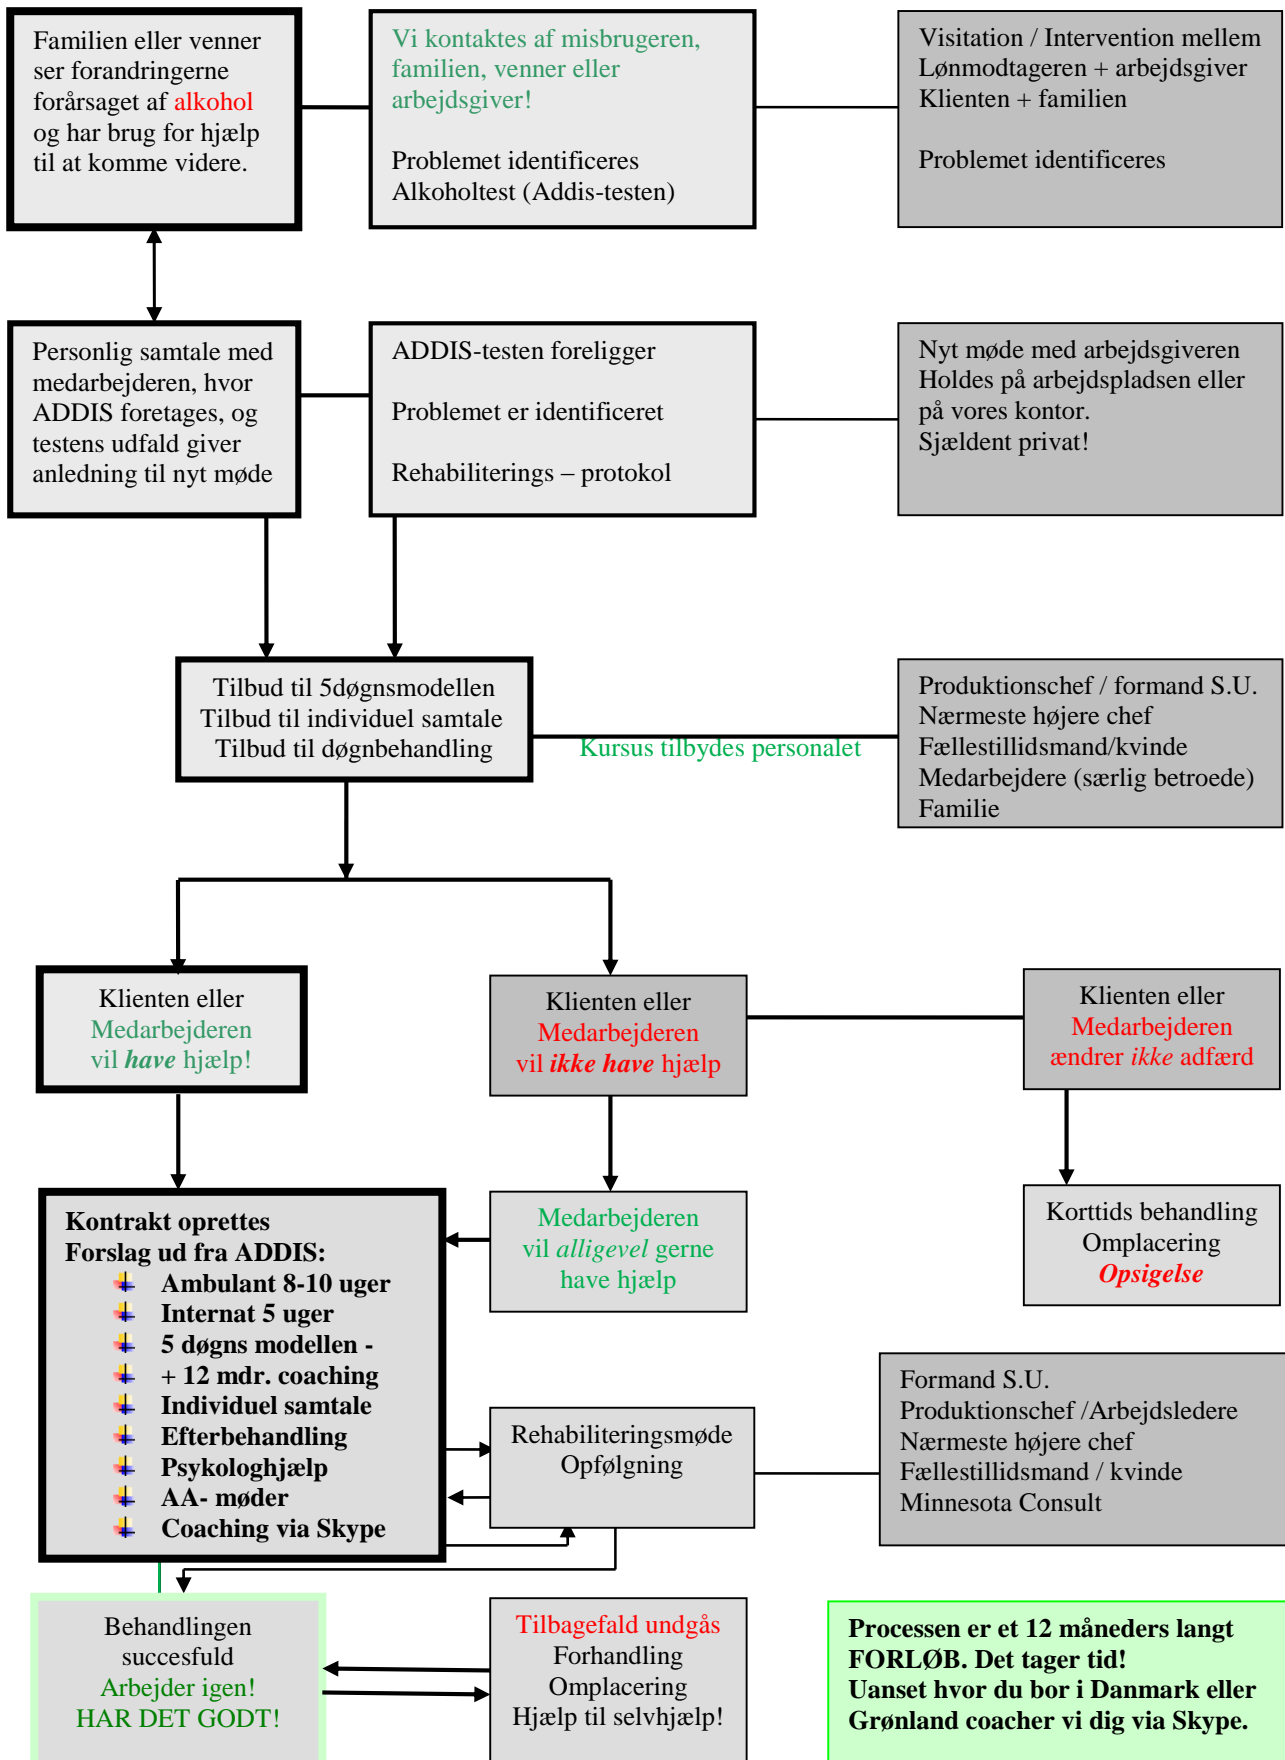 Familien eller venner
ser forandringerne
forårsaget af alkohol
og har brug for hjælp
til at komme videre.
Vi kontaktes af misbrugeren,
familien, venner eller
arbejdsgiver!
Problemet identificeres
Alkoholtest (Addis-testen)
Visitation / Intervention mellem
Lønmodtageren + arbejdsgiver
Klienten + familien
Problemet identificeres
Personlig samtale med
medarbejderen, hvor
ADDIS foretages, og
testens udfald giver
anledning til nyt møde
ADDIS-testen foreligger
Problemet er identificeret
Rehabiliterings – protokol
Nyt møde med arbejdsgiveren
Holdes på arbejdspladsen eller
på vores kontor.
Sjældent privat!
Tilbud til 5døgnsmodellen
Tilbud til individuel samtale
Tilbud til døgnbehandling
Kursus tilbydes personalet
Produktionschef / formand S.U.
Nærmeste højere chef
Fællestillidsmand/kvinde
Medarbejdere (særlig betroede)
Familie
Klienten eller
Medarbejderen
vil have hjælp!
Klienten eller
Medarbejderen
vil ikke have hjælp
Klienten eller
Medarbejderen
ændrer ikke adfærd
Kontrakt oprettes
Forslag ud fra ADDIS:
Ambulant 8-10 uger
Internat 5 uger
5 døgns modellen -
+ 12 mdr. coaching
Individuel samtale
Efterbehandling
Psykologhjælp
AA- møder
Coaching via Skype
Medarbejderen
vil alligevel gerne
have hjælp
Korttids behandling
Omplacering
Opsigelse
Rehabiliteringsmøde
Opfølgning
Formand S.U.
Produktionschef /Arbejdsledere
Nærmeste højere chef
Fællestillidsmand / kvinde
Minnesota Consult
Behandlingen
succesfuld
Arbejder igen!
HAR DET GODT!
Tilbagefald undgås
Forhandling
Omplacering
Hjælp til selvhjælp!
Processen er et 12 måneders langt
FORLØB. Det tager tid!
Uanset hvor du bor i Danmark eller
Grønland coacher vi dig via Skype.